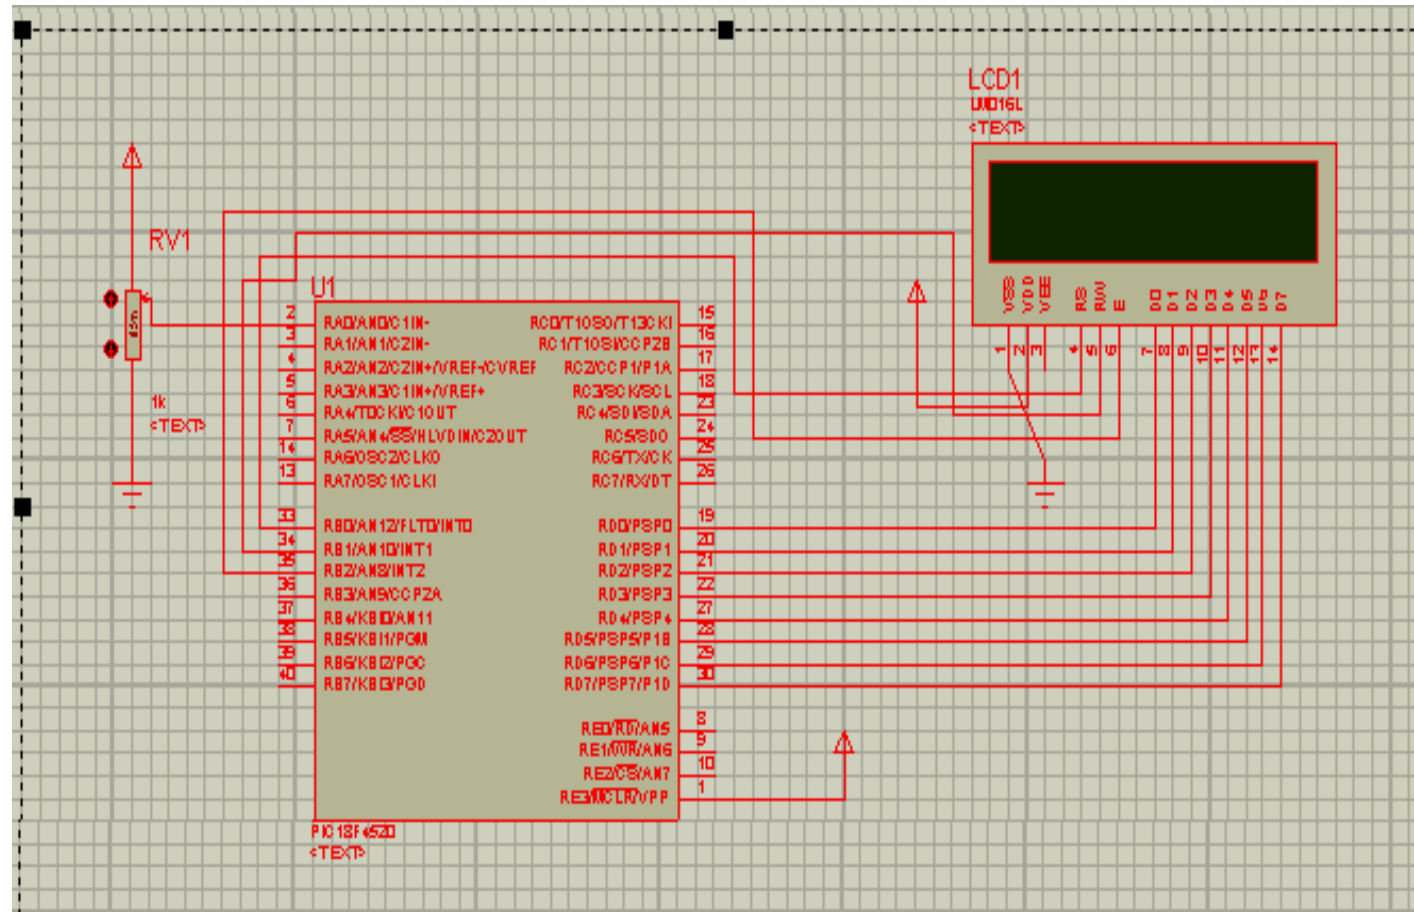 LCD1
LM016L
<TEXT>
RV1
1k
<TEXT>
VSS
VDD
VEE
RS
RW
E
D0
D1
D2
D3
D4
D5
D6
D7
1
2
3
4
5
6
7
8
9
10
11
12
13
14
U1
2 RA0/AN0/C1IN-
3 RA1/AN1/C2IN-
4 RA2/AN2/C2IN+/VREF-/CVREF
5 RA3/AN3/C1IN+/VREF+
6 RA4/T0CKI/C1OUT
7 RA5/AN4/SS/HLVDIN/C2OUT
14 RA6/OSC2/CLKO
13 RA7/OSC1/CLKI
33 RB0/AN12/FLT0/INT0
34 RB1/AN10/INT1
35 RB2/AN8/INT2
36 RB3/AN9/CCP2A
37 RB4/KBI0/AN11
38 RB5/KBI1/PGM
39 RB6/KBI2/PGC
40 RB7/KBI3/PGD
RC0/T1OSO/T13CKI 15
RC1/T1OSI/CCP2B 16
RC2/CCP1/P1A 17
RC3/SCK/SCL 18
RC4/SDI/SDA 23
RC5/SDO 24
RC6/TX/CK 25
RC7/RX/DT 26
RD0/PSP0 19
RD1/PSP1 20
RD2/PSP2 21
RD3/PSP3 22
RD4/PSP4 27
RD5/PSP5/P1B 28
RD6/PSP6/P1C 29
RD7/PSP7/P1D 30
RE0/RD/AN5 8
RE1/WR/AN6 9
RE2/CS/AN7 10
RE3/MCLR/VPP 1
PIC18F4520
<TEXT>